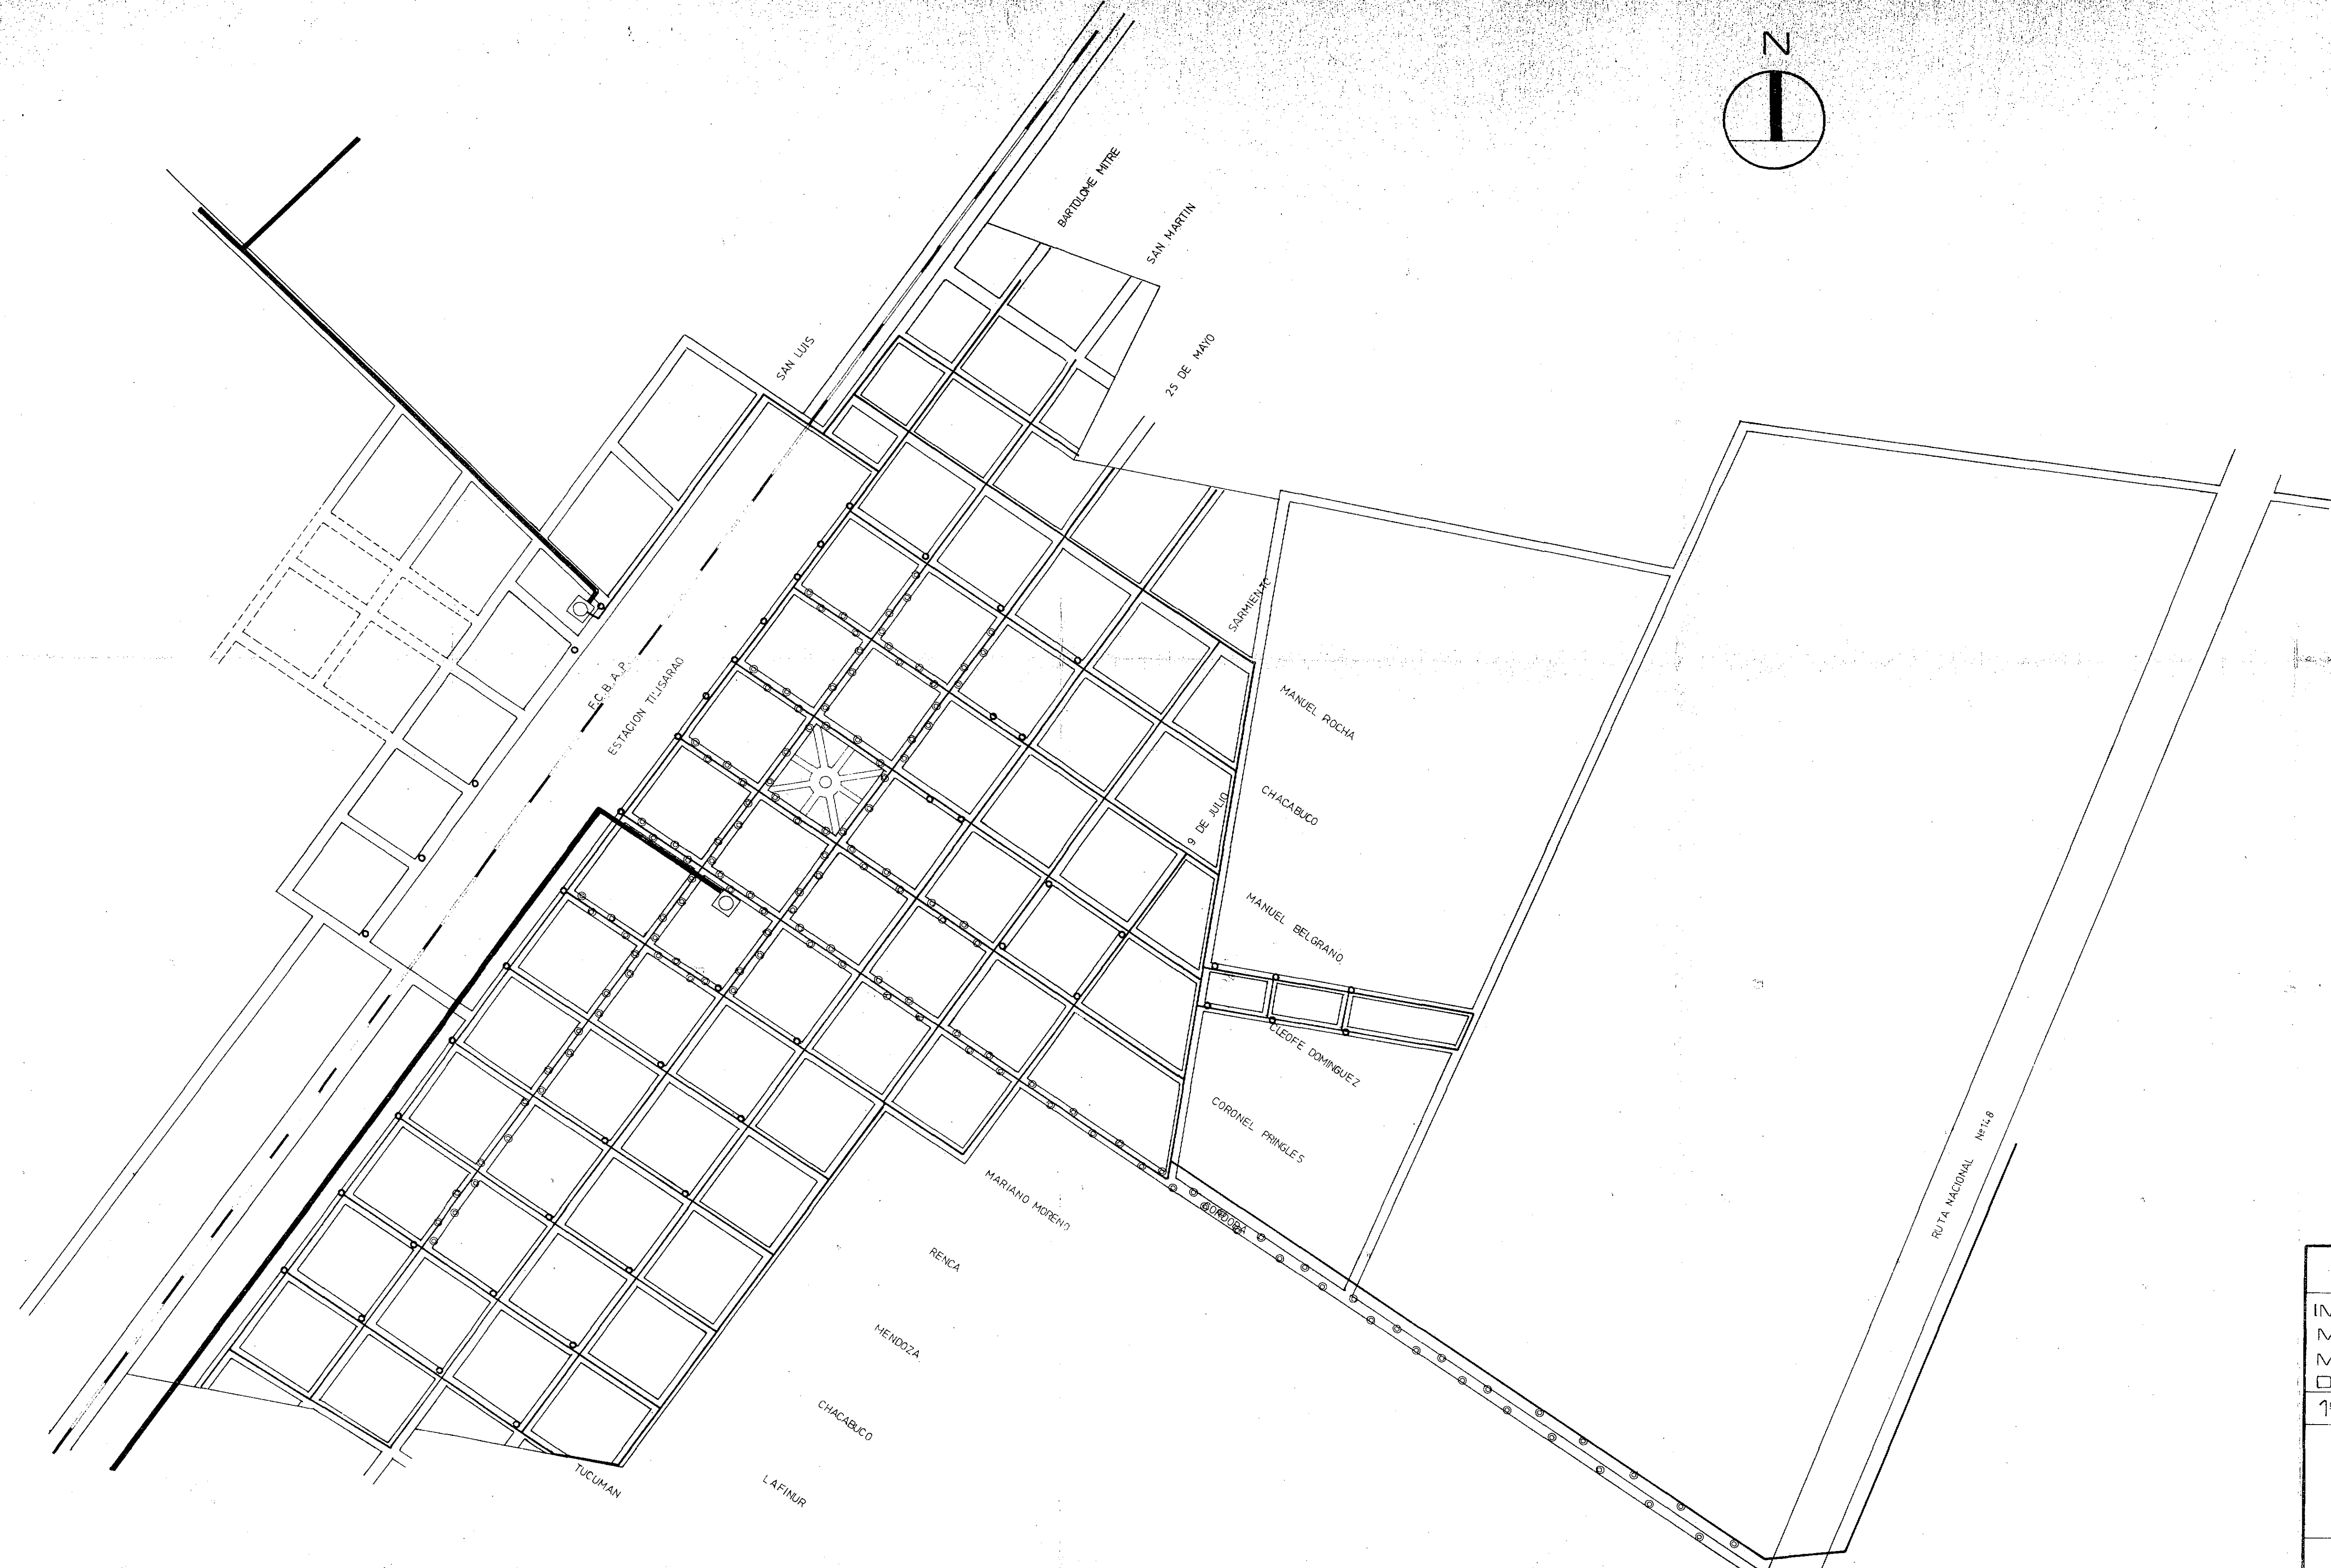 N
BARTOLOME MITRE
SAN MARTIN
SAN LUIS
25 DE MAYO
SARMIENTO
F.C.B.A.P.
ESTACION TILISARAO
MANUEL ROCHA
CHACABUCO
9 DE JULIO
MANUEL BELGRANO
CLEOFE DOMINGUEZ
CORONEL PRINGLES
RUTA NACIONAL Nº148
MARIANO MORENO
CORDOBA
RENCA
MENDOZA
CHACABUCO
TUCUMAN
LAFINUR